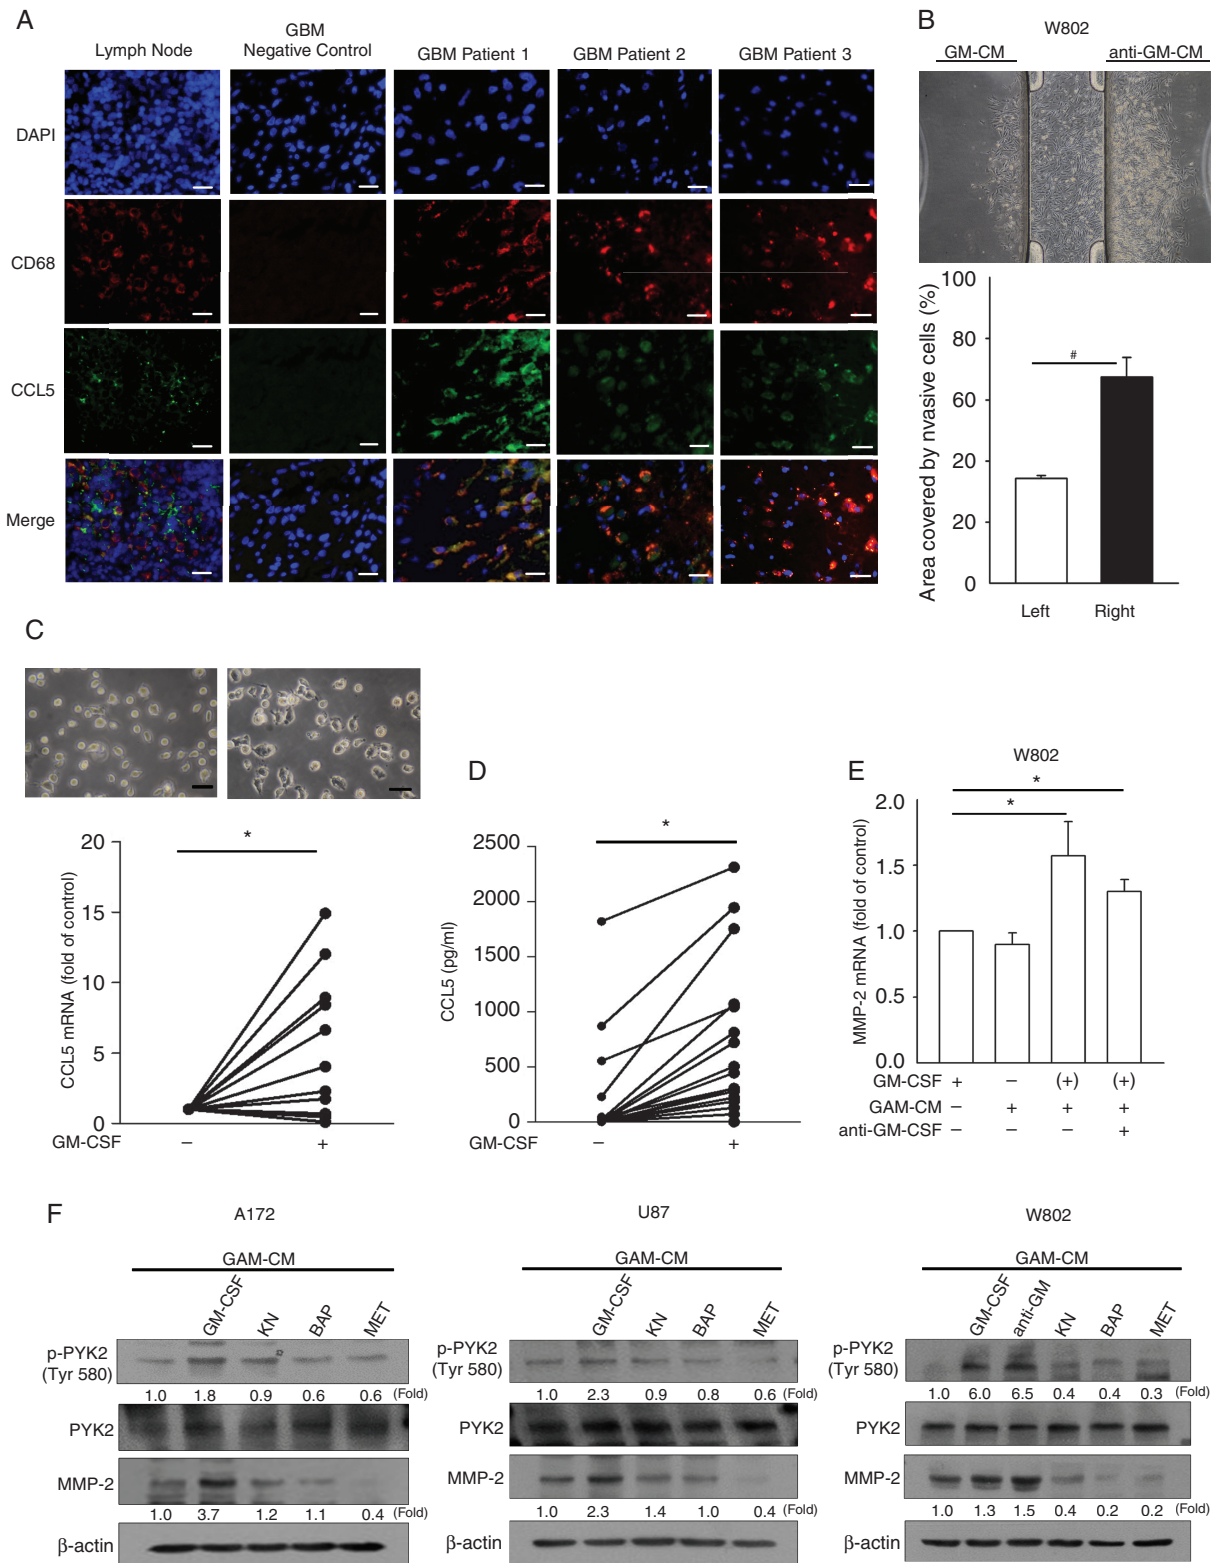 A
Lymph Node
GBM
Negative Control
GBM Patient 1
GBM Patient 2
GBM Patient 3
DAPI
CD68
CCL5
Merge
B
W802
GM-CM
anti-GM-CM
Area covered by nvasive cells (%)
100
80
60
20
20
0
#
Left
Right
C
CCL5 mRNA (fold of control)
20
15
10
5
0
*
GM-CSF
–
+
D
CCL5 (pg/ml)
2500
2000
1500
1000
500
0
*
–
+
E
W802
MMP-2 mRNA (fold of control)
2.0
1.5
1.0
0.5
0.0
*
*
GM-CSF + – (+) (+)
GAM-CM – + + +
anti-GM-CSF – – – +
F
A172
GAM-CM
GM-CSF
KN
BAP
MET
p-PYK2
(Tyr 580)
1.0 1.8 0.9 0.6 0.6 (Fold)
PYK2
MMP-2
1.0 3.7 1.2 1.1 0.4 (Fold)
β-actin
U87
GAM-CM
GM-CSF
KN
BAP
MET
p-PYK2
(Tyr 580)
1.0 2.3 0.9 0.8 0.6 (Fold)
PYK2
MMP-2
1.0 2.3 1.4 1.0 0.4 (Fold)
β-actin
W802
GAM-CM
GM-CSF
anti-GM
KN
BAP
MET
p-PYK2
(Tyr 580)
1.0 6.0 6.5 0.4 0.4 0.3 (Fold)
PYK2
MMP-2
1.0 1.3 1.5 0.4 0.2 0.2 (Fold)
β-actin